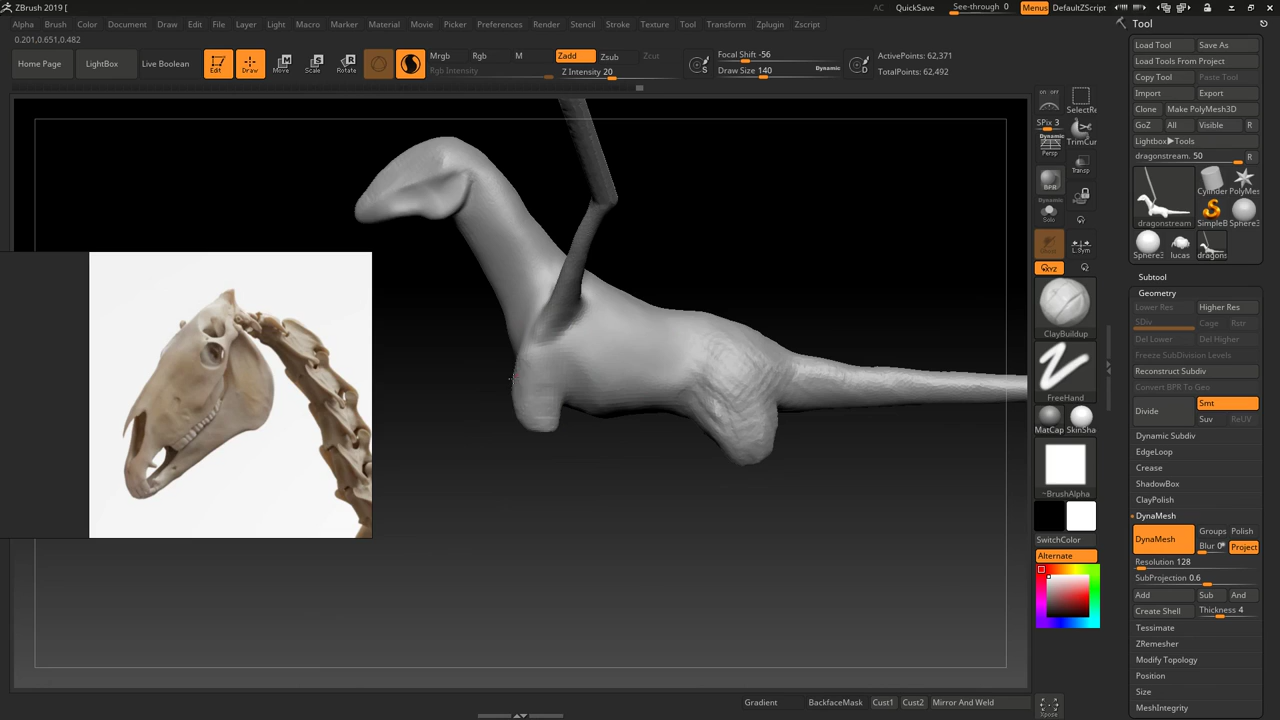 ZBrush 2019 [
AC QuickSave See-through 0 Menus DefaultZScript
Alpha Brush Color Document Draw Edit File Layer Light Macro Marker Material Movie Picker Preferences Render Stencil Stroke Texture Tool Transform Zplugin Zscript
0.201,0.651,0.482
Home Page LightBox Live Boolean Edit Draw Move Scale Rotate
Mrgb Rgb M Zadd Zsub Zcut
Rgb Intensity Z Intensity 20
Focal Shift -56
Draw Size 140 Dynamic
ActivePoints: 62,371
TotalPoints: 62,492
S
D
SPix 3
Dynamic
Persp
BPR
Dynamic
Solo
XYZ
SelectRe
TrimCur
Transp
L.Sym
ClayBuildup
FreeHand
MatCap SkinSha
~BrushAlpha
SwitchColor
Alternate
Tool
Load Tool Save As
Load Tools From Project
Copy Tool Paste Tool
Import Export
Clone Make PolyMesh3D
GoZ All Visible R
Lightbox▶Tools
dragonstream. 50 R
Cylinder PolyMes
dragonstream SimpleB Sphere3
Sphere3 lucas dragons
Subtool
Geometry
Lower Res Higher Res
SDiv Cage Rstr
Del Lower Del Higher
Freeze SubDivision Levels
Reconstruct Subdiv
Convert BPR To Geo
Divide Smt
Suv ReUV
Dynamic Subdiv
EdgeLoop
Crease
ShadowBox
ClayPolish
DynaMesh
DynaMesh Groups Polish
Blur 0 Project
Resolution 128
SubProjection 0.6
Add Sub And
Create Shell Thickness 4
Tessimate
ZRemesher
Modify Topology
Position
Size
MeshIntegrity
Gradient BackfaceMask Cust1 Cust2 Mirror And Weld
Xpose